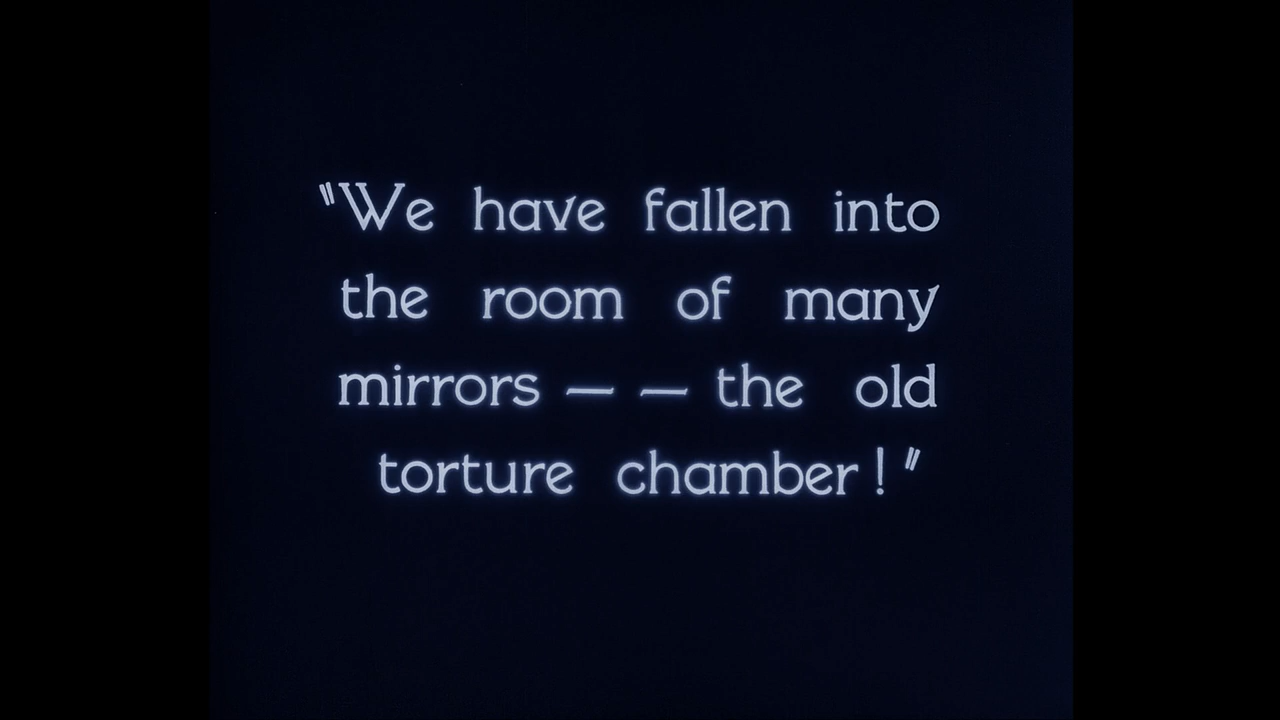 "We have fallen into
the room of many
mirrors — — the old
torture chamber!"